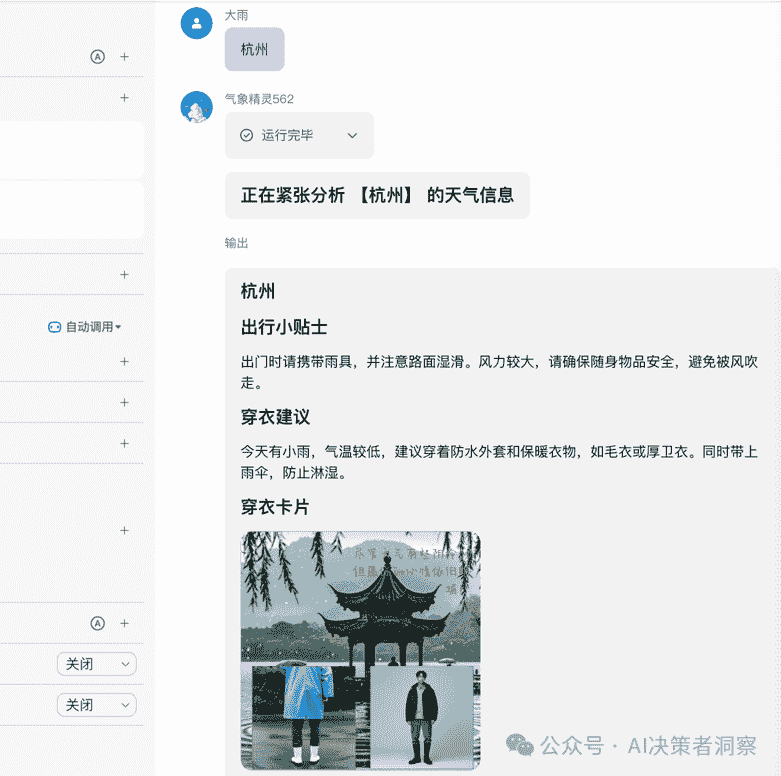 大雨
杭州
气象精灵562
运行完毕
正在紧张分析 【杭州】 的天气信息
输出
杭州
出行小贴士
出门时请携带雨具，并注意路面湿滑。风力较大，请确保随身物品安全，避免被风吹
走。
穿衣建议
今天有小雨，气温较低，建议穿着防水外套和保暖衣物，如毛衣或厚卫衣。同时带上
雨伞，防止淋湿。
穿衣卡片
A
自动调用
A
关闭
关闭
公众号 · AI决策者洞察